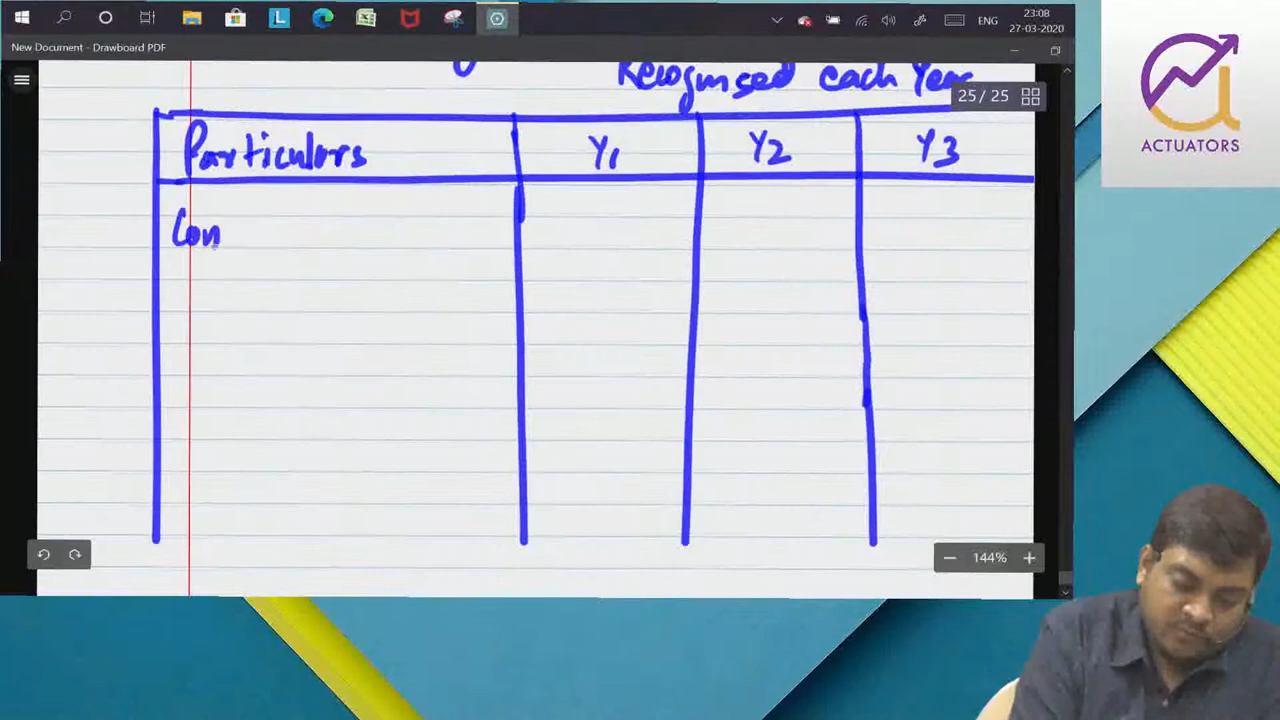 23:08
ENG
27-03-2020
New Document - Drawboard PDF
Recognised each Year
25 / 25
Particulars Y1 Y2 Y3
Con
144%
ACTUATORS